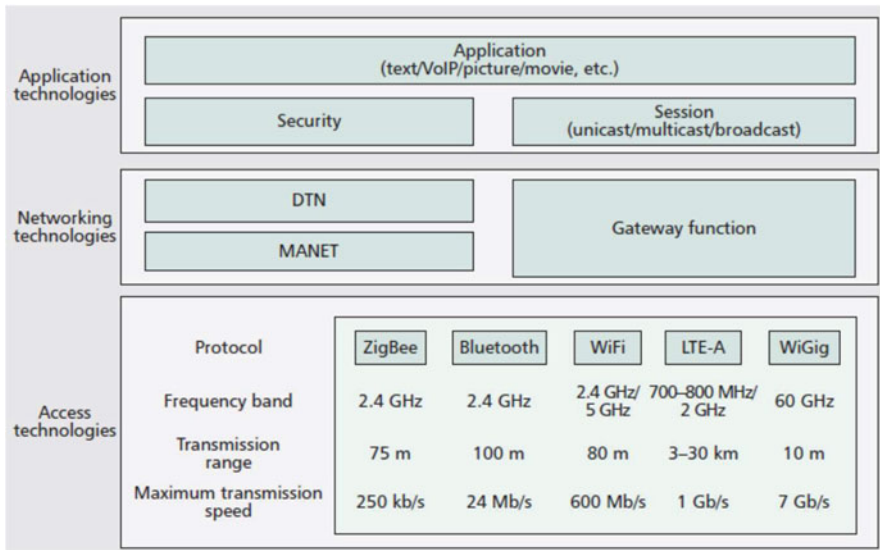 Application technologies
Application
(text/VoIP/picture/movie, etc.)
Security
Session
(unicast/multicast/broadcast)
Networking technologies
DTN
MANET
Gateway function
Access technologies
Protocol ZigBee Bluetooth WiFi LTE-A WiGig
Frequency band 2.4 GHz 2.4 GHz 2.4 GHz/ 5 GHz 700–800 MHz/ 2 GHz 60 GHz
Transmission range 75 m 100 m 80 m 3–30 km 10 m
Maximum transmission speed 250 kb/s 24 Mb/s 600 Mb/s 1 Gb/s 7 Gb/s